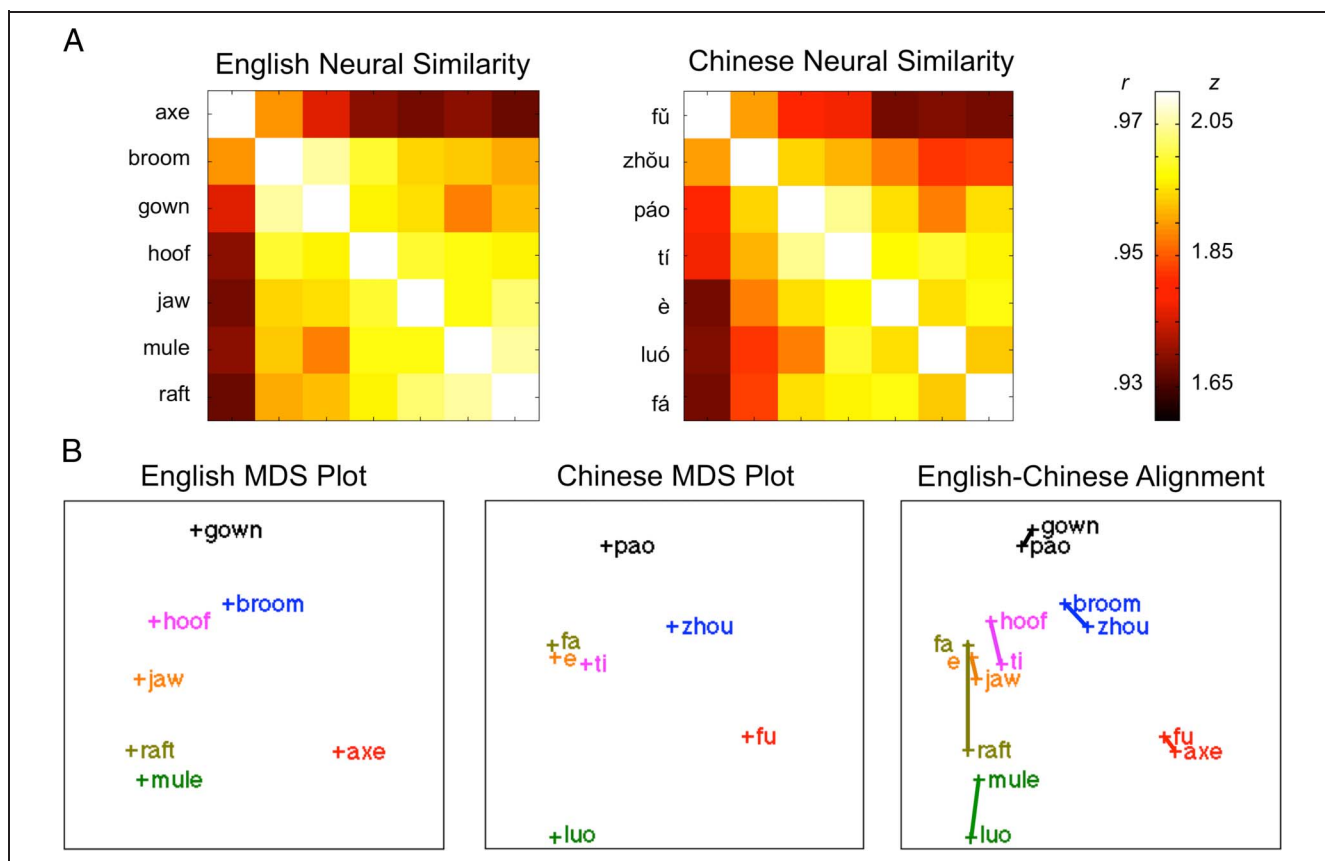 A
English Neural Similarity
Chinese Neural Similarity
r z
axe
broom
gown
hoof
jaw
mule
raft
fǔ
zhǒu
páo
tí
è
luó
fá
.97 2.05
.95 1.85
.93 1.65
B
English MDS Plot
Chinese MDS Plot
English-Chinese Alignment
gown
broom
hoof
jaw
raft
axe
mule
pao
zhou
fa
e
ti
fu
luo
gown
pao
broom
hoof
zhou
fa
e
ti
jaw
fu
raft
axe
mule
luo